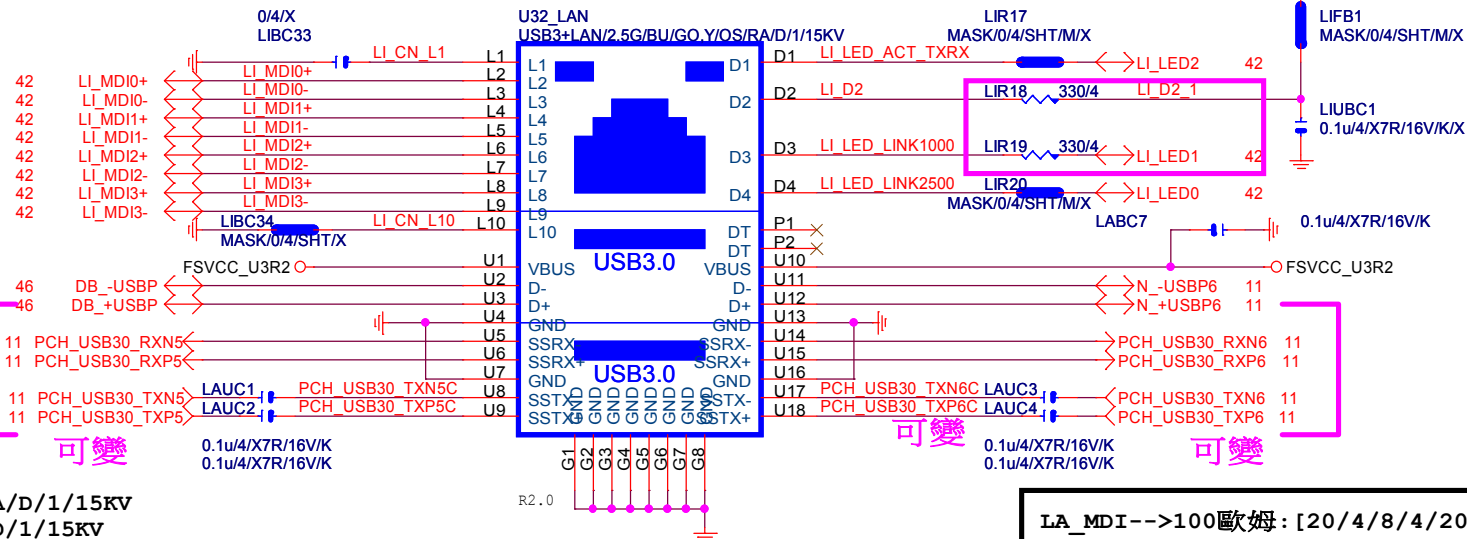 0/4/X
LIBC33
U32_LAN
USB3+LAN/2.5G/BU/GO,Y/OS/RA/D/1/15KV
LIR17
MASK/0/4/SHT/M/X
LIFB1
MASK/0/4/SHT/M/X
LI_CN_L1 L1 L1 D1 D1 LI_LED_ACT_TXRX LI_LED2 42
42 LI_MDI0+ LI_MDI0+ L2 L2
42 LI_MDI0- LI_MDI0- L3 L3 D2 D2 LI_D2 LIR18 330/4 LI_D2_1
42 LI_MDI1+ LI_MDI1+ L4 L4
LIUBC1
0.1u/4/X7R/16V/K/X
42 LI_MDI1- LI_MDI1- L5 L5
42 LI_MDI2+ LI_MDI2+ L6 L6 D3 D3 LI_LED_LINK1000 LIR19 330/4 LI_LED1 42
42 LI_MDI2- LI_MDI2- L7 L7
42 LI_MDI3+ LI_MDI3+ L8 L8 D4 D4 LI_LED_LINK2500 LIR20 LI_LED0 42
MASK/0/4/SHT/M/X
42 LI_MDI3- LI_MDI3- L9 L9
LIBC34 LI_CN_L10 L10 L10 DT P1 LABC7 0.1u/4/X7R/16V/K
MASK/0/4/SHT/X
DT P2
USB3.0
FSVCC_U3R2 U1 VBUS VBUS U10 FSVCC_U3R2
46 DB_-USBP U2 D- D- U11 N_-USBP6 11
46 DB_+USBP U3 D+ D+ U12 N_+USBP6 11
U4 GND GND U13
11 PCH_USB30_RXN5 U5 SSRX- SSRX- U14 PCH_USB30_RXN6 11
11 PCH_USB30_RXP5 U6 SSRX+ SSRX+ U15 PCH_USB30_RXP6 11
USB3.0
U7 GND GND U16
11 PCH_USB30_TXN5 LAUC1 PCH_USB30_TXN5C U8 SSTX- SSTX- U17 PCH_USB30_TXN6C LAUC3 PCH_USB30_TXN6 11
11 PCH_USB30_TXP5 LAUC2 PCH_USB30_TXP5C U9 SSTX+ SSTX+ U18 PCH_USB30_TXP6C LAUC4 PCH_USB30_TXP6 11
GND GND GND GND GND GND GND GND
可變
0.1u/4/X7R/16V/K
0.1u/4/X7R/16V/K
可變
0.1u/4/X7R/16V/K
0.1u/4/X7R/16V/K
可變
G1 G2 G3 G4 G5 G6 G7 G8
A/D/1/15KV
D/1/15KV
R2.0
LA_MDI-->100歐姆:[20/4/8/4/20